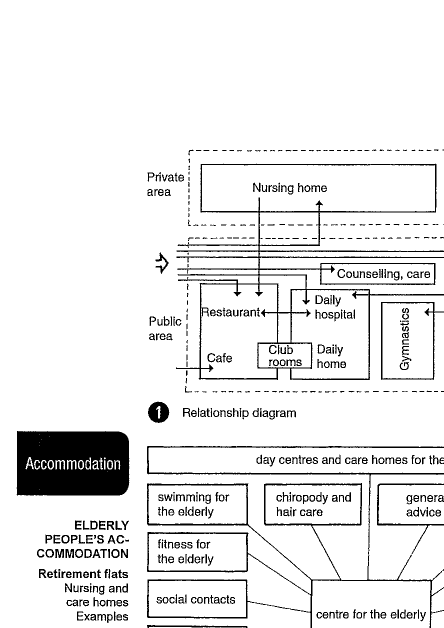 Private
area
Nursing home
Counselling, care
Restaurant
Daily
hospital
Public
area
Gymnastics
Cafe
Club
rooms
Daily
home
1 Relationship diagram
Accommodation
day centres and care homes for the
swimming for
the elderly
chiropody and
hair care
genera
advice
ELDERLY
PEOPLE'S AC-
COMMODATION
fitness for
the elderly
Retirement flats
Nursing and
care homes
Examples
social contacts
centre for the elderly